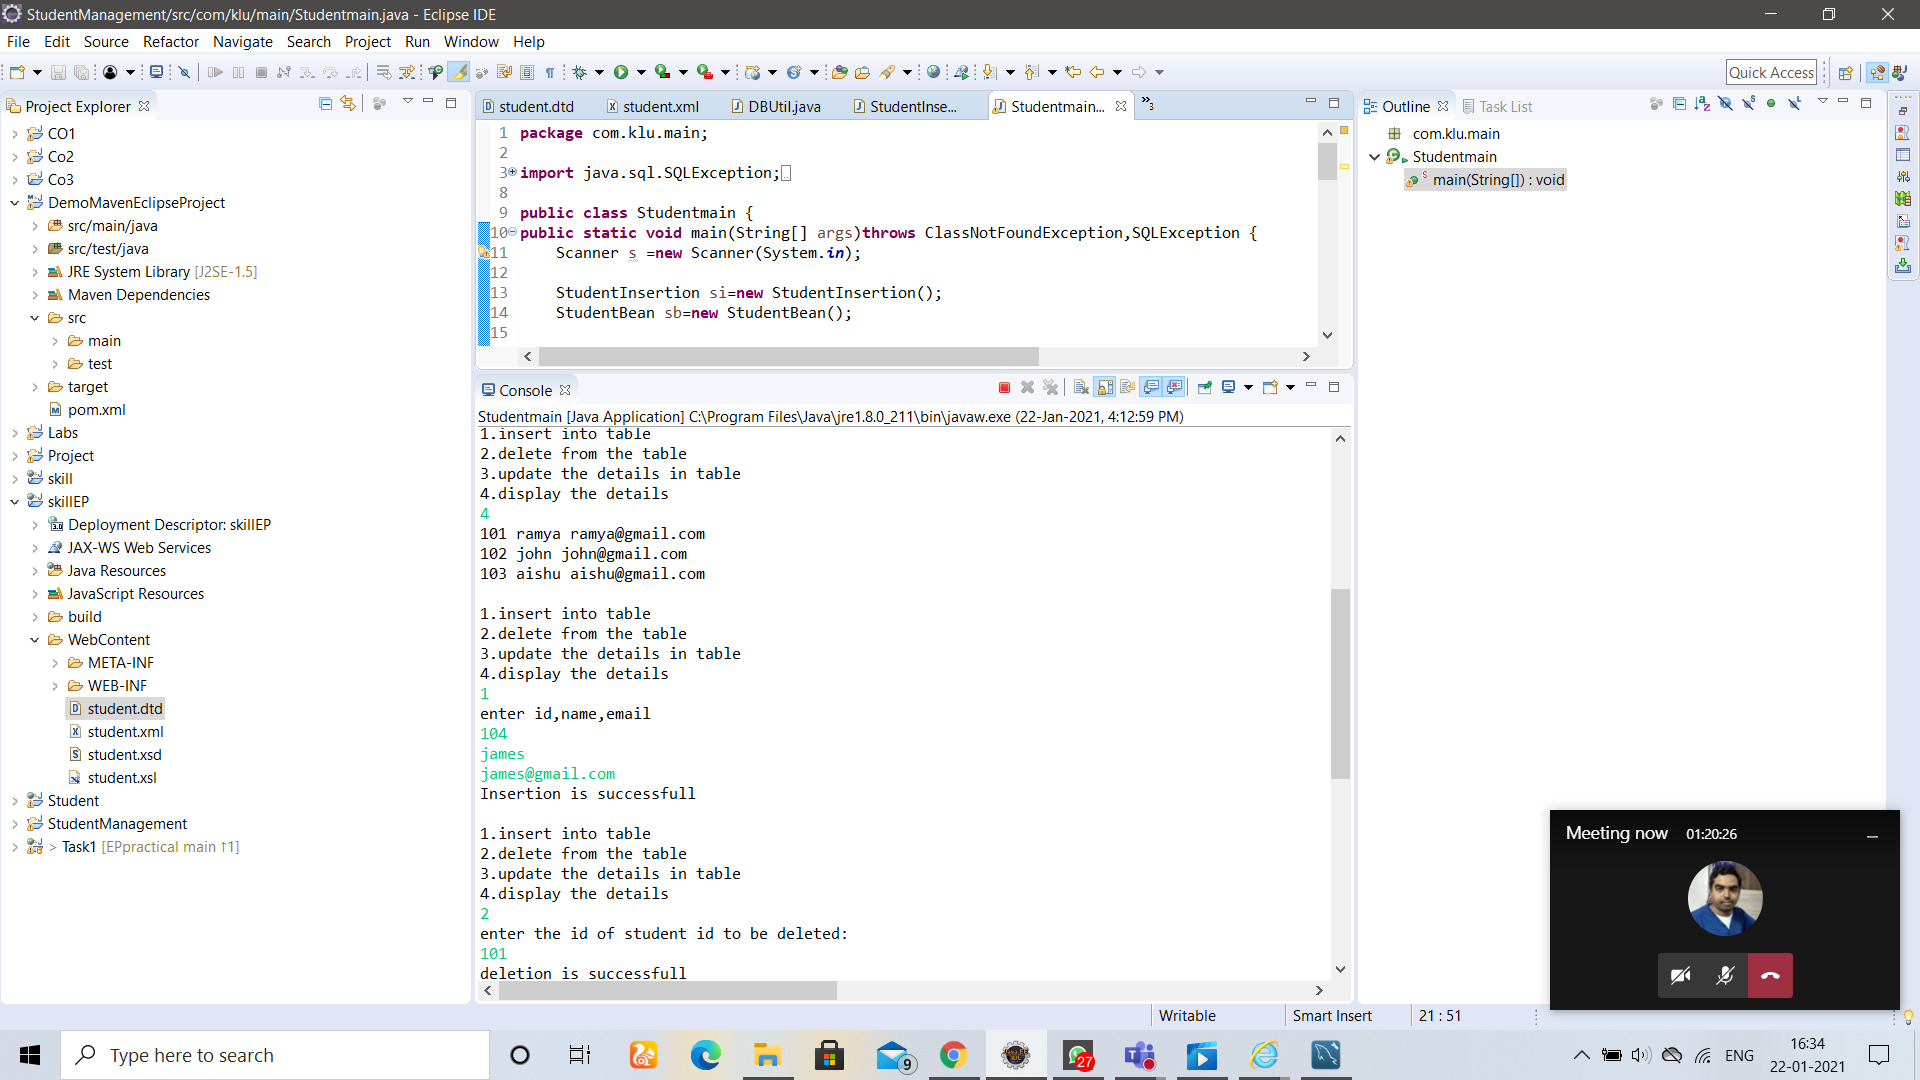 StudentManagement/src/com/klu/main/Studentmain.java - Eclipse IDE
File Edit Source Refactor Navigate Search Project Run Window Help
Quick Access
Project Explorer
CO1
Co2
Co3
DemoMavenEclipseProject
src/main/java
src/test/java
JRE System Library [J2SE-1.5]
Maven Dependencies
src
main
test
target
pom.xml
Labs
Project
skill
skillEP
Deployment Descriptor: skillEP
JAX-WS Web Services
Java Resources
JavaScript Resources
build
WebContent
META-INF
WEB-INF
student.dtd
student.xml
student.xsd
student.xsl
Student
StudentManagement
> Task1 [EPpractical main ↑1]
student.dtd student.xml DBUtil.java StudentInse... Studentmain... »3
1 package com.klu.main;
2
3 import java.sql.SQLException;
8
9 public class Studentmain {
10 public static void main(String[] args)throws ClassNotFoundException,SQLException {
11 Scanner s =new Scanner(System.in);
12
13 StudentInsertion si=new StudentInsertion();
14 StudentBean sb=new StudentBean();
15
Console
Studentmain [Java Application] C:\Program Files\Java\jre1.8.0_211\bin\javaw.exe (22-Jan-2021, 4:12:59 PM)
1.insert into table
2.delete from the table
3.update the details in table
4.display the details
4
101 ramya ramya@gmail.com
102 john john@gmail.com
103 aishu aishu@gmail.com
1.insert into table
2.delete from the table
3.update the details in table
4.display the details
1
enter id,name,email
104
james
james@gmail.com
Insertion is successfull
1.insert into table
2.delete from the table
3.update the details in table
4.display the details
2
enter the id of student id to be deleted:
101
deletion is successfull
Outline Task List
com.klu.main
Studentmain
main(String[]) : void
Meeting now 01:20:26
Writable Smart Insert 21 : 51
Type here to search
9
27
ENG
16:34
22-01-2021